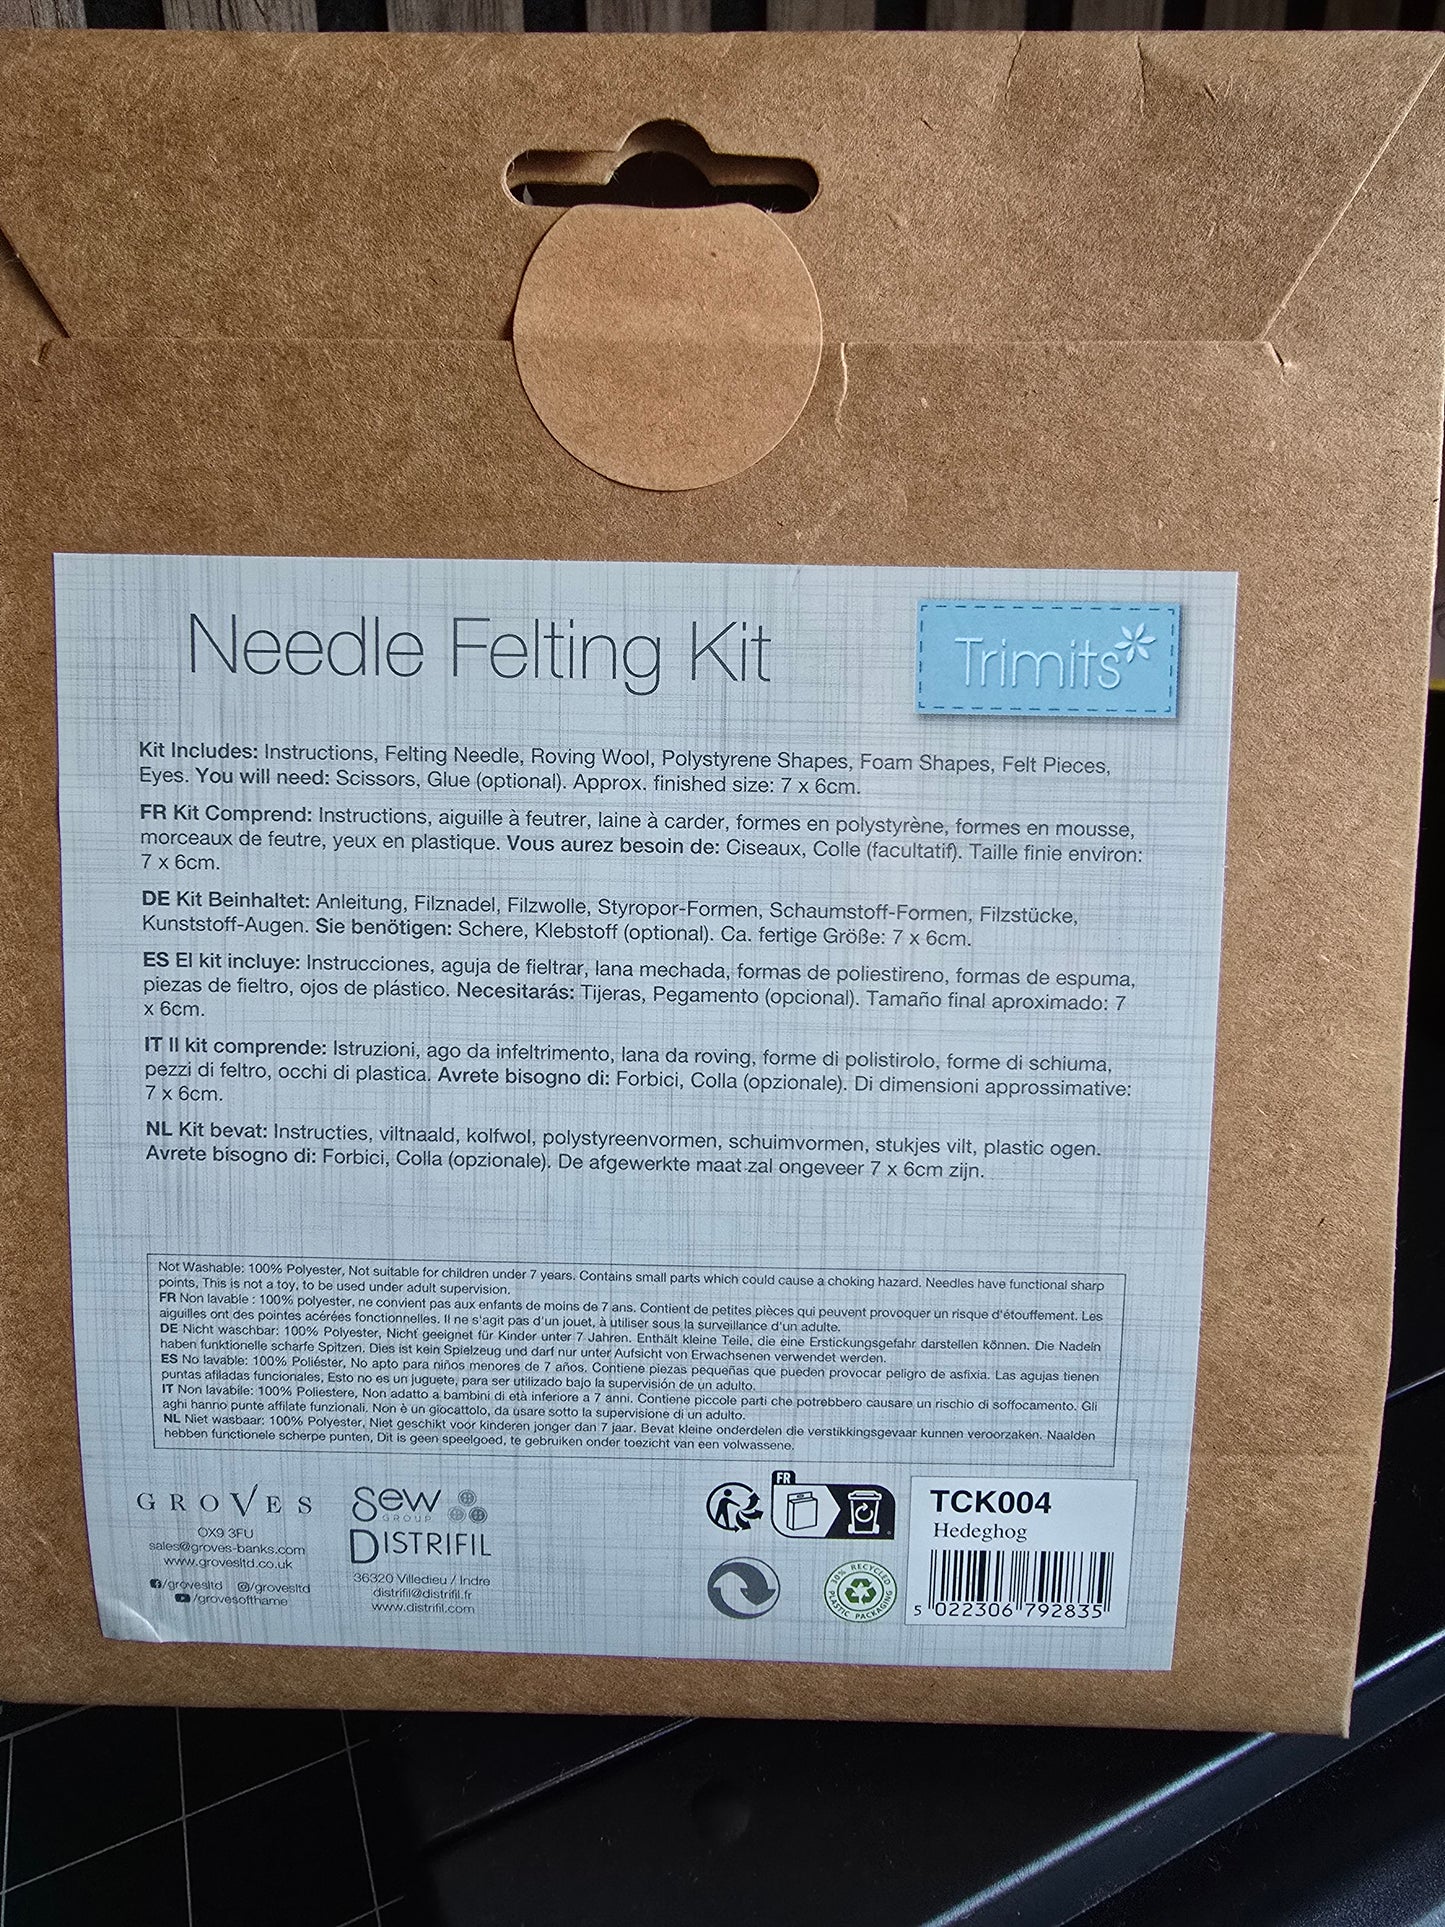 Needle Felting Kit
Trimits
Kit Includes: Instructions, Felting Needle, Roving Wool, Polystyrene Shapes, Foam Shapes, Felt Pieces,
Eyes. You will need: Scissors, Glue (optional). Approx. finished size: 7 x 6cm.
FR Kit Comprend: Instructions, aiguille à feutrer, laine à carder, formes en polystyrène, formes en mousse,
morceaux de feutre, yeux en plastique. Vous aurez besoin de: Ciseaux, Colle (facultatif). Taille finie environ:
7 x 6cm.
DE Kit Beinhaltet: Anleitung, Filznadel, Filzwolle, Styropor-Formen, Schaumstoff-Formen, Filzstücke,
Kunststoff-Augen. Sie benötigen: Schere, Klebstoff (optional). Ca. fertige Größe: 7 x 6cm.
ES El kit incluye: Instrucciones, aguja de fieltrar, lana mechada, formas de poliestireno, formas de espuma,
piezas de fieltro, ojos de plástico. Necesitarás: Tijeras, Pegamento (opcional). Tamaño final aproximado: 7
x 6cm.
IT Il kit comprende: Istruzioni, ago da infeltrimento, lana da roving, forme di polistirolo, forme di schiuma,
pezzi di feltro, occhi di plastica. Avrete bisogno di: Forbici, Colla (opzionale). Di dimensioni approssimative:
7 x 6cm.
NL Kit bevat: Instructies, viltnaald, kolfwol, polystyreenvormen, schuimvormen, stukjes vilt, plastic ogen.
Avrete bisogno di: Forbici, Colla (opzionale). De afgewerkte maat zal ongeveer 7 x 6cm zijn.
Not Washable: 100% Polyester, Not suitable for children under 7 years. Contains small parts which could cause a choking hazard. Needles have functional sharp
points, This is not a toy, to be used under adult supervision.
FR Non lavable : 100% polyester, ne convient pas aux enfants de moins de 7 ans. Contient de petites pièces qui peuvent provoquer un risque d'étouffement. Les
aiguilles ont des pointes acérées fonctionnelles. Il ne s'agit pas d'un jouet, à utiliser sous la surveillance d'un adulte.
DE Nicht waschbar: 100% Polyester, Nicht geeignet für Kinder unter 7 Jahren. Enthält kleine Teile, die eine Erstickungsgefahr darstellen können. Die Nadeln
haben funktionelle scharfe Spitzen. Dies ist kein Spielzeug und darf nur unter Aufsicht von Erwachsenen verwendet werden.
ES No lavable: 100% Poliéster, No apto para niños menores de 7 años. Contiene piezas pequeñas que pueden provocar peligro de asfixia. Las agujas tienen
puntas afiladas funcionales, Esto no es un juguete, para ser utilizado bajo la supervisión de un adulto.
IT Non lavabile: 100% Poliestere, Non adatto a bambini di età inferiore a 7 anni. Contiene piccole parti che potrebbero causare un rischio di soffocamento. Gli
aghi hanno punte affilate funzionali. Non è un giocattolo, da usare sotto la supervisione di un adulto.
NL Niet wasbaar: 100% Polyester, Niet geschikt voor kinderen jonger dan 7 jaar. Bevat kleine onderdelen die verstikkingsgevaar kunnen veroorzaken. Naalden
hebben functionele scherpe punten, Dit is geen speelgoed, te gebruiken onder toezicht van een volwassene.
GROVES
OX9 3FU
sales@groves-banks.com
www.grovesltd.co.uk
/grovesltd /grovesltd
/grovesofthame
Sew
GROUP
DISTRIFIL
36320 Villedieu / Indre
distrifil@distrifil.fr
www.distrifil.com
FR
30% RECYCLED
PLASTIC PACKAGING
TCK004
Hedeghog
5 022306 792835